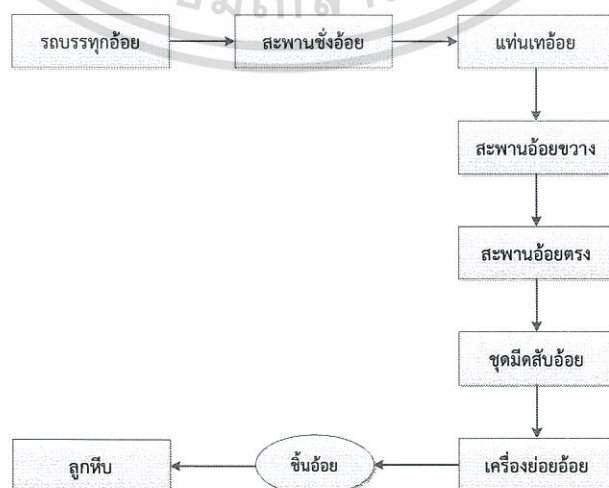 รถบรรทุกอ้อย
สะพานชั่งอ้อย
แท่นเทอ้อย
สะพานอ้อยขวาง
สะพานอ้อยตรง
ชุดมีดสับอ้อย
เครื่องย่อยอ้อย
ชิ้นอ้อย
ลูกหีบ